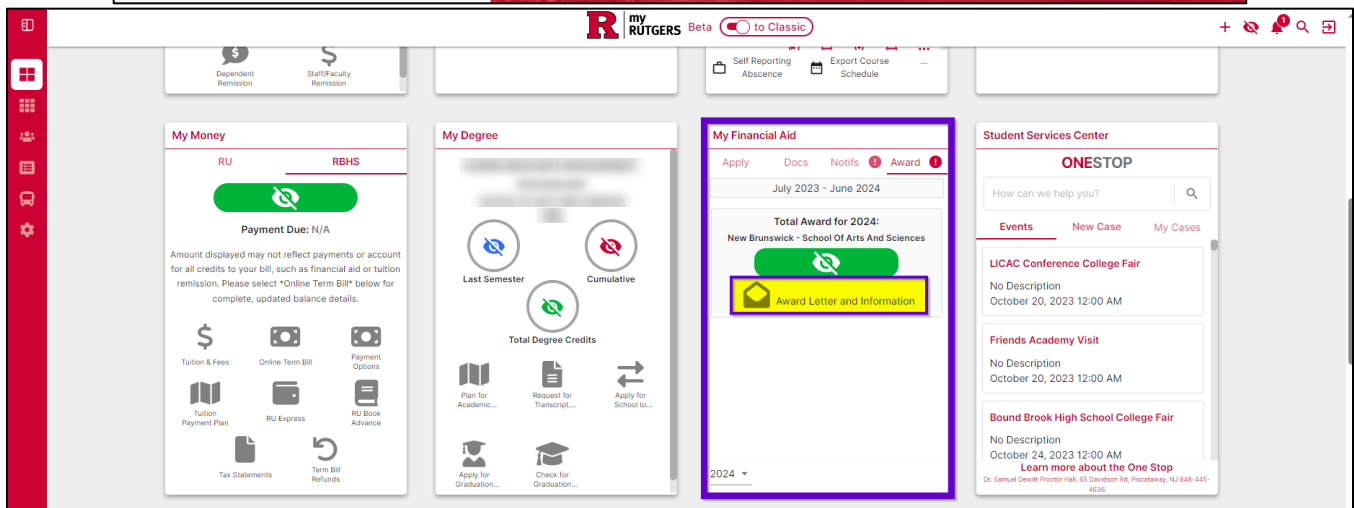 R my RUTGERS Beta to Classic
1
Dependent Remission
Staff/Faculty Remission
Self Reporting Abscence
Export Course Schedule
...
My Money
RU RBHS
Payment Due: N/A
Amount displayed may not reflect payments or account
for all credits to your bill, such as financial aid or tuition
remission. Please select *Online Term Bill* below for
complete, updated balance details.
Tuition & Fees
Online Term Bill
Payment Options
Tuition Payment Plan
RU Express
RU Book Advance
Tax Statements
Term Bill Refunds
My Degree
Last Semester
Cumulative
Total Degree Credits
Plan for Academic...
Request for Transcript,...
Apply for School to...
Apply for Graduation...
Check for Graduation...
My Financial Aid
Apply Docs Notifs ! Award !
July 2023 - June 2024
Total Award for 2024:
New Brunswick - School Of Arts And Sciences
Award Letter and Information
2024
Student Services Center
ONESTOP
How can we help you?
Events New Case My Cases
LICAC Conference College Fair
No Description
October 20, 2023 12:00 AM
Friends Academy Visit
No Description
October 20, 2023 12:00 AM
Bound Brook High School College Fair
No Description
October 24, 2023 12:00 AM
Learn more about the One Stop
Dr. Samuel Dewitt Proctor Hall, 65 Davidson Rd, Piscataway, NJ 848-445-
4636